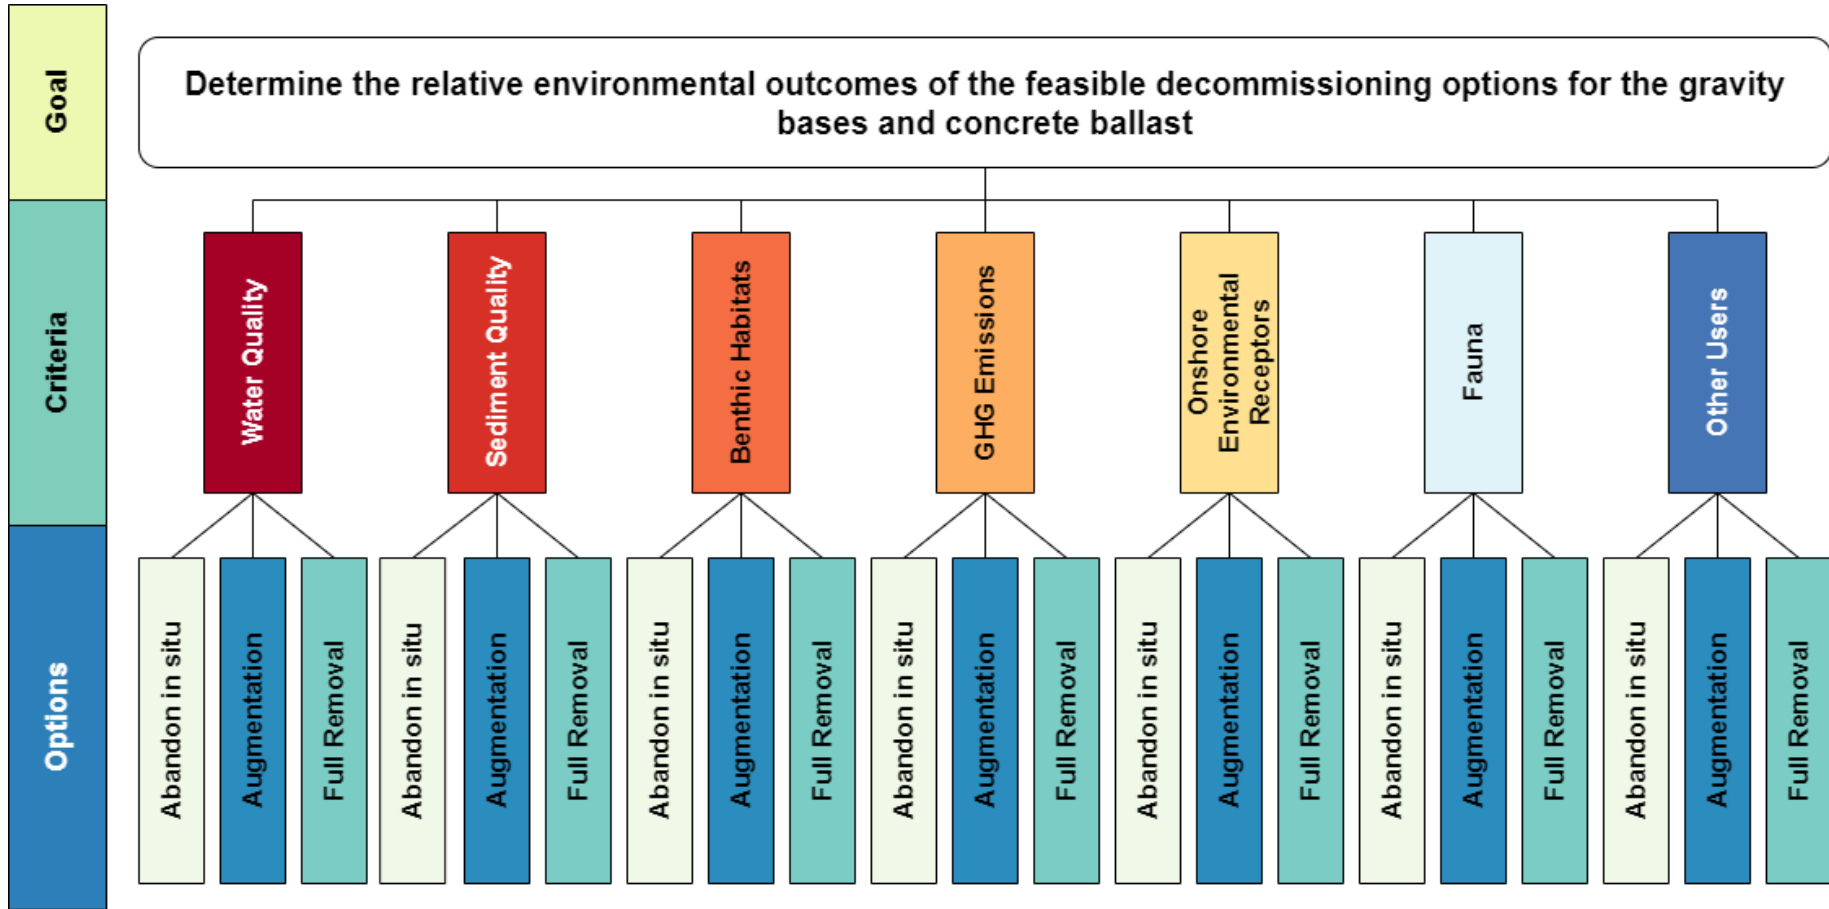 Goal
Determine the relative environmental outcomes of the feasible decommissioning options for the gravity
bases and concrete ballast
Criteria
Water Quality
Sediment Quality
Benthic Habitats
GHG Emissions
Onshore
Environmental
Receptors
Fauna
Other Users
Options
Abandon in situ
Augmentation
Full Removal
Abandon in situ
Augmentation
Full Removal
Abandon in situ
Augmentation
Full Removal
Abandon in situ
Augmentation
Full Removal
Abandon in situ
Augmentation
Full Removal
Abandon in situ
Augmentation
Full Removal
Abandon in situ
Augmentation
Full Removal